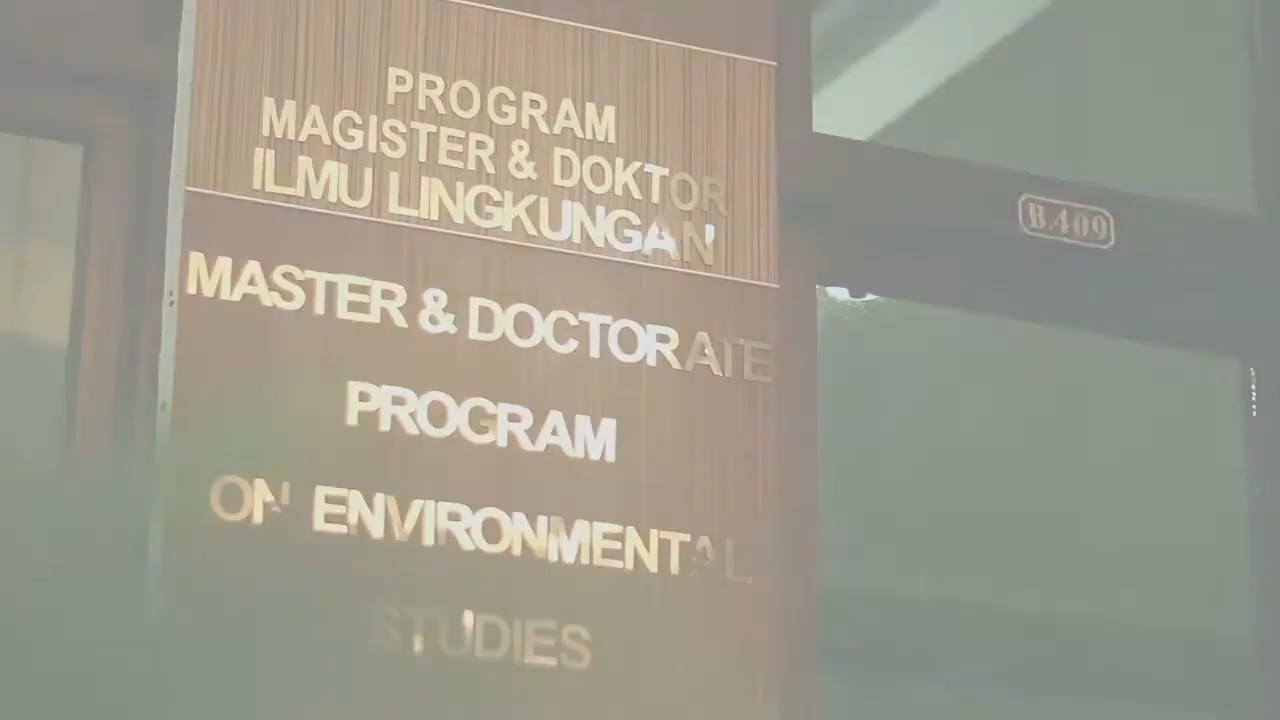 PROGRAM
MAGISTER & DOKTOR
ILMU LINGKUNGAN
MASTER & DOCTORATE
PROGRAM
ON ENVIRONMENTAL
STUDIES
B.409